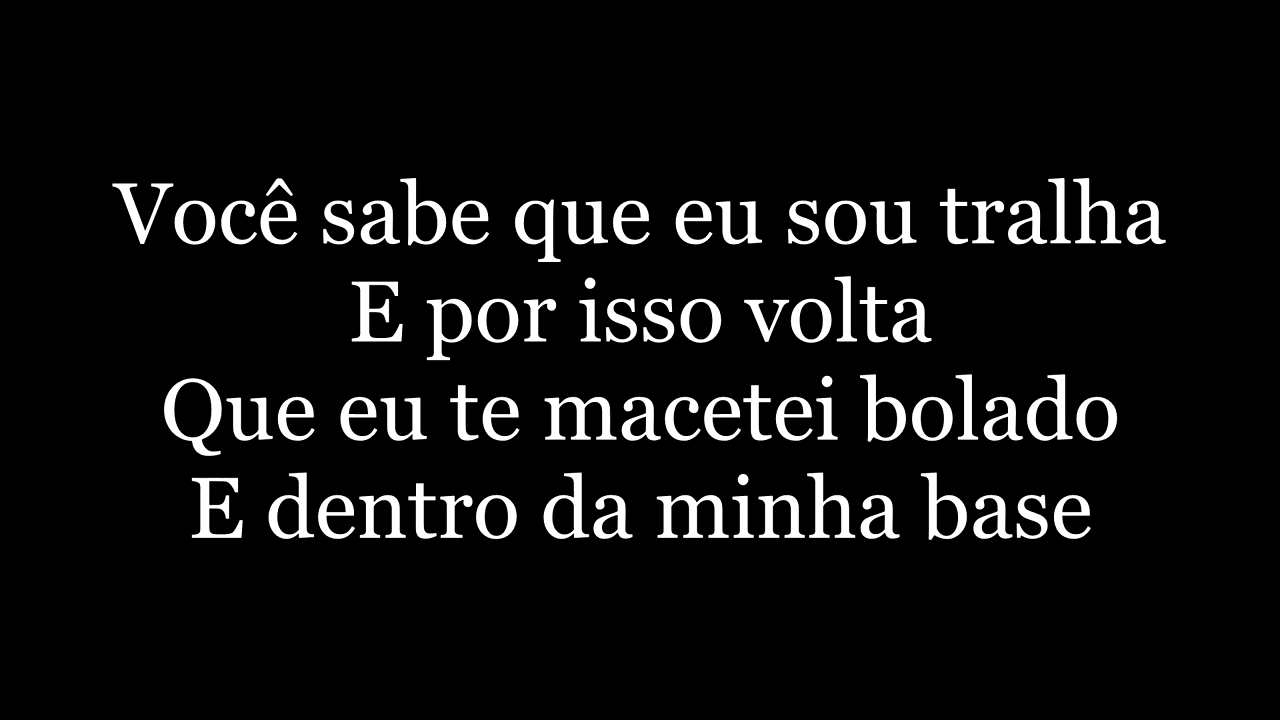 Você sabe que eu sou tralha
E por isso volta
Que eu te macetei bolado
E dentro da minha base